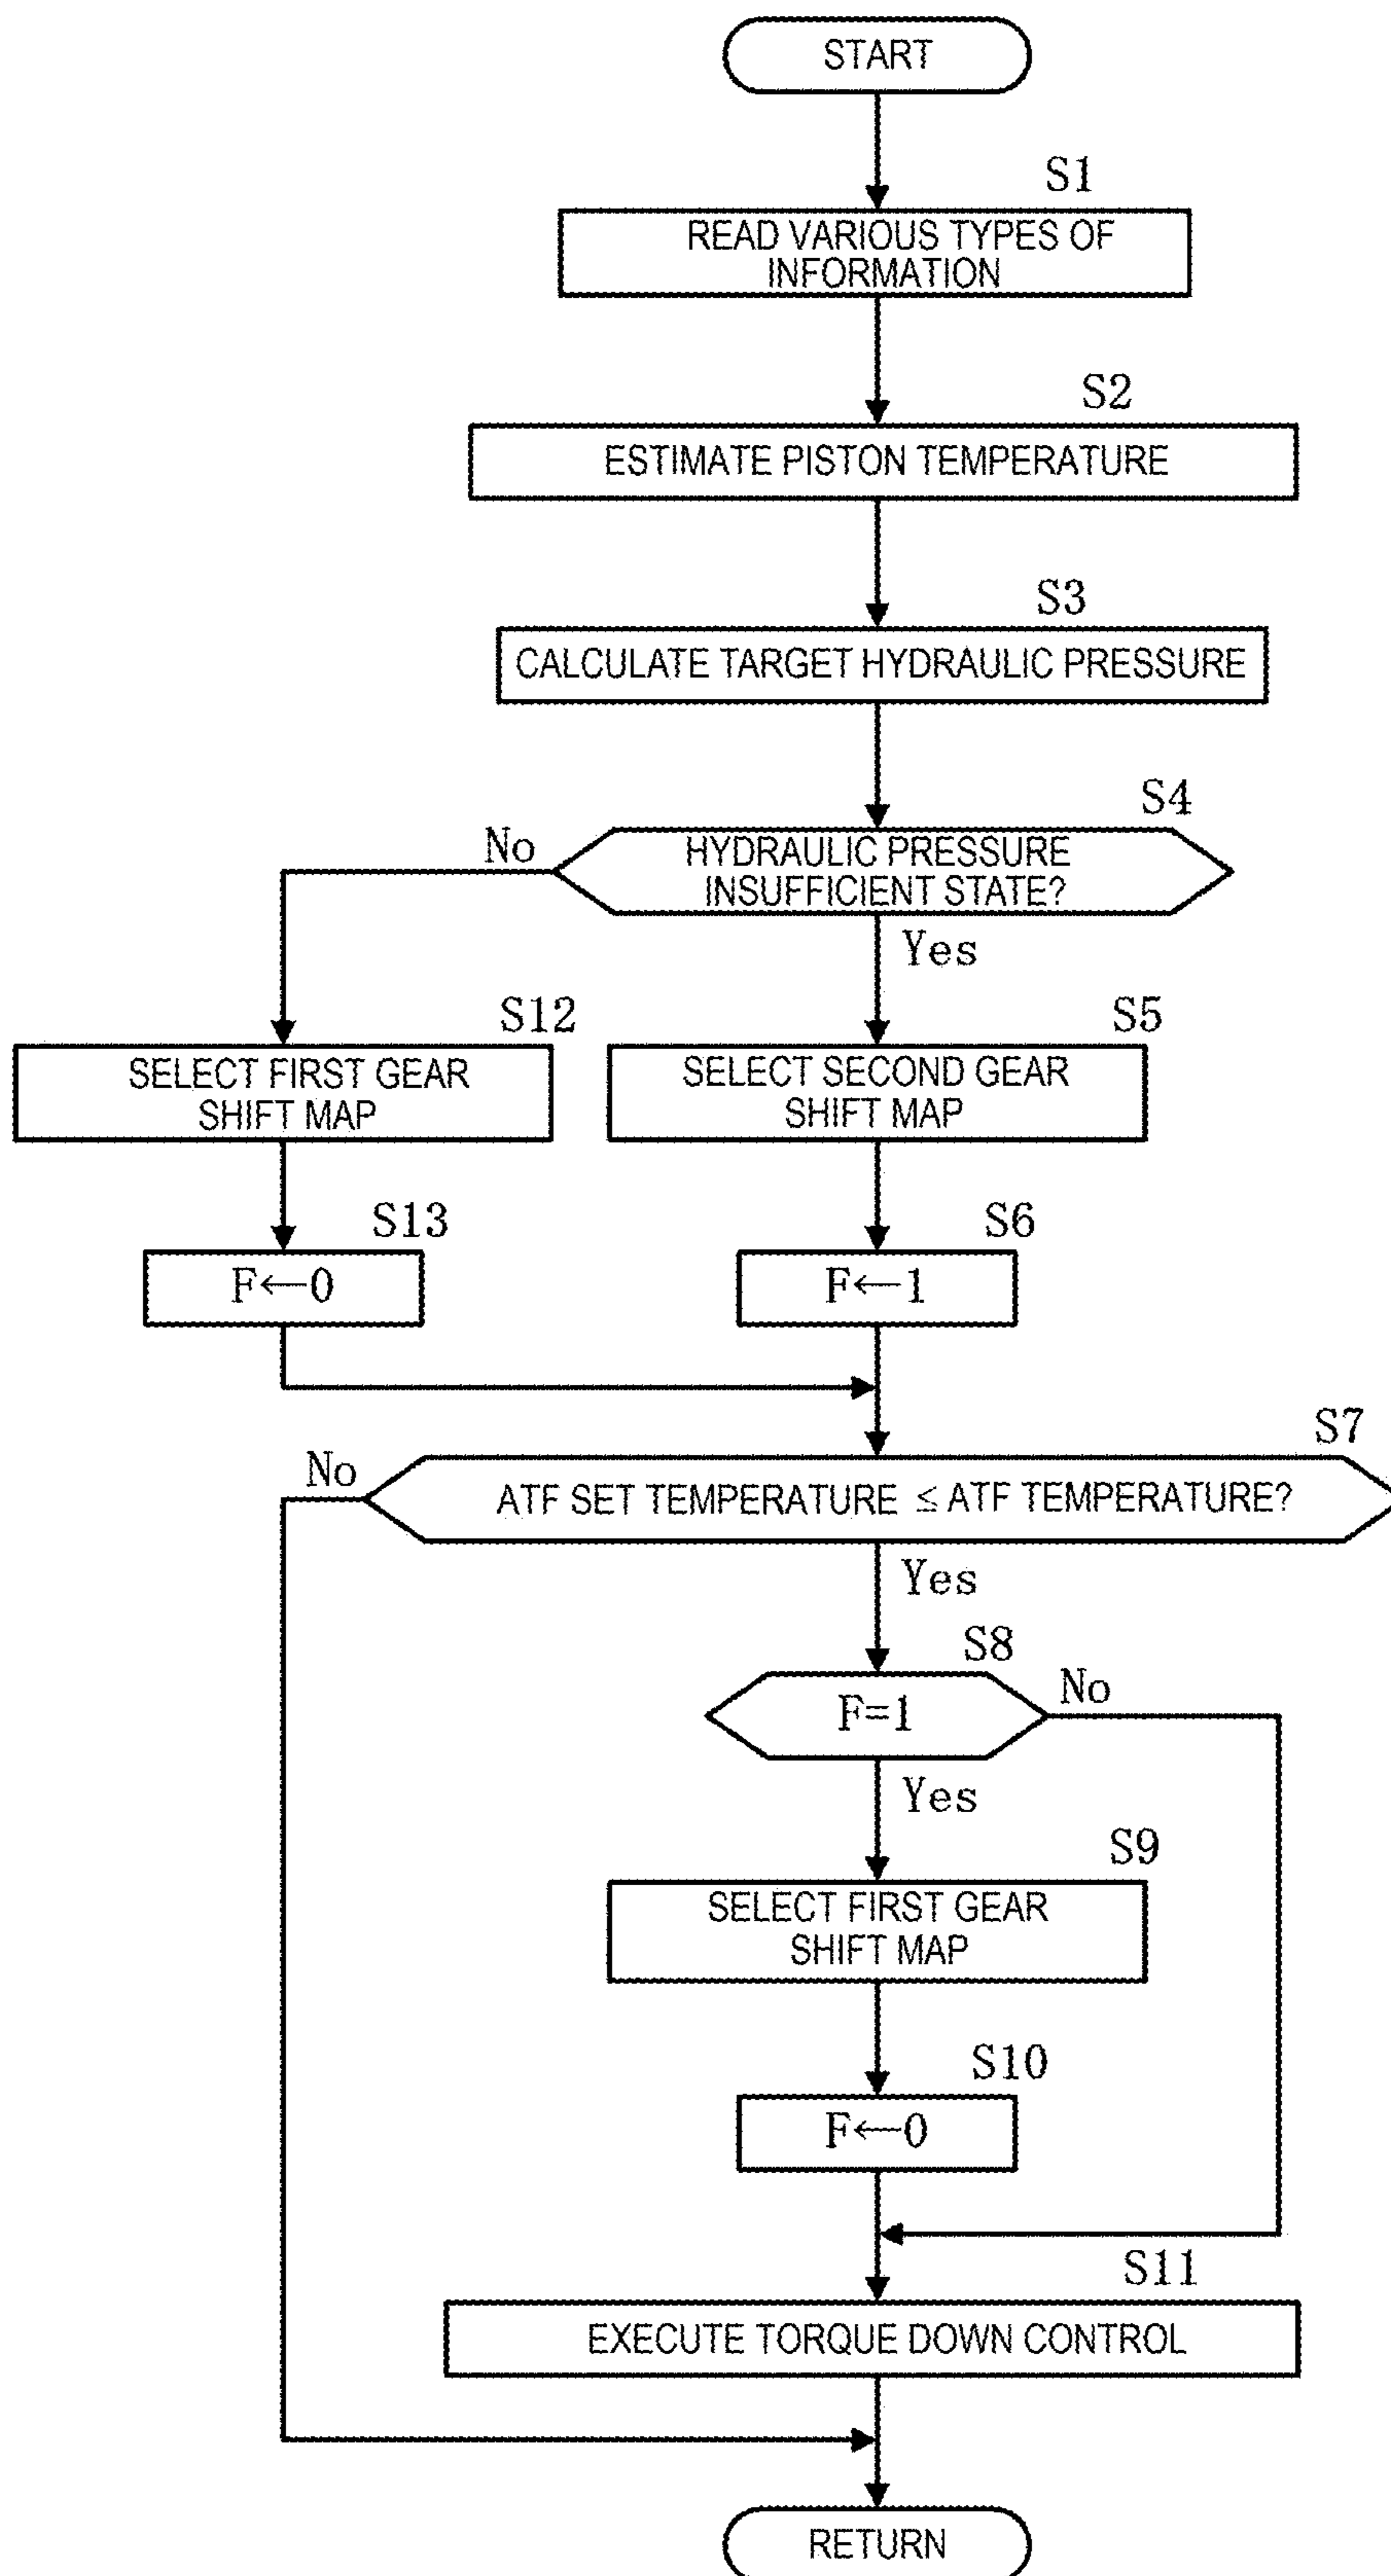 START
S1
READ VARIOUS TYPES OF
INFORMATION
S2
ESTIMATE PISTON TEMPERATURE
S3
CALCULATE TARGET HYDRAULIC PRESSURE
S4
No
HYDRAULIC PRESSURE
INSUFFICIENT STATE?
Yes
S12
SELECT FIRST GEAR
SHIFT MAP
S5
SELECT SECOND GEAR
SHIFT MAP
S13
F←0
S6
F←1
S7
No
ATF SET TEMPERATURE ≤ ATF TEMPERATURE?
Yes
S8
F=1
No
Yes
S9
SELECT FIRST GEAR
SHIFT MAP
S10
F←0
S11
EXECUTE TORQUE DOWN CONTROL
RETURN